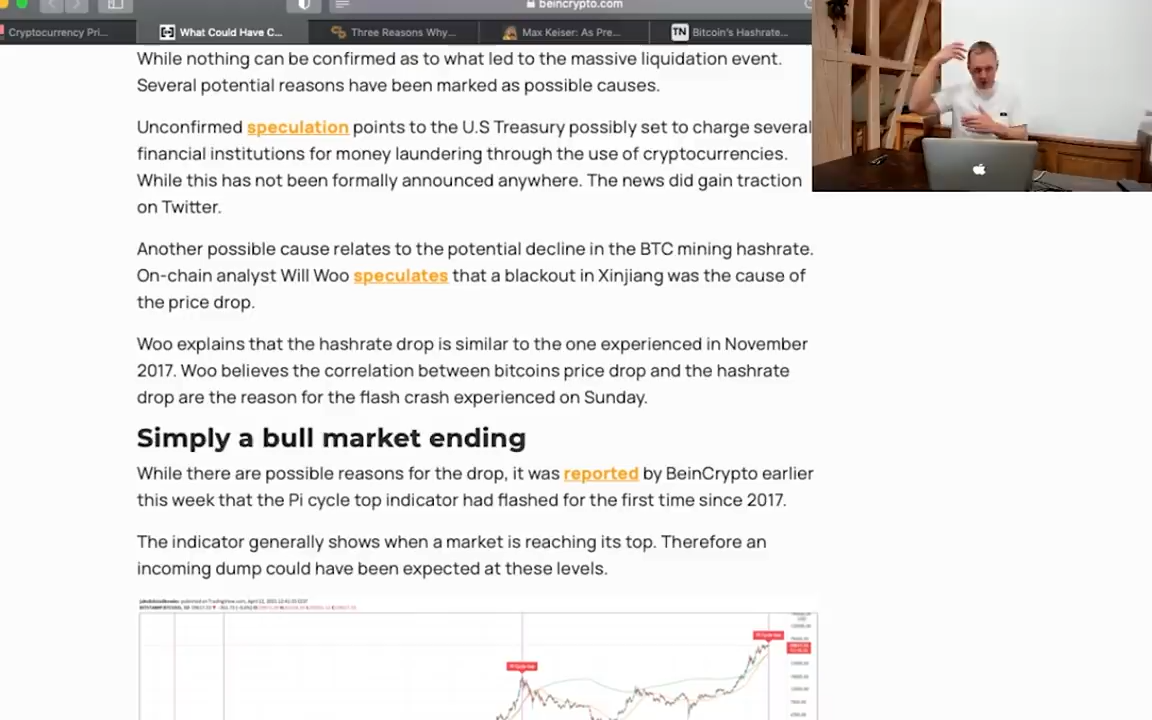 beincrypto.com
Cryptocurrency Pri...
What Could Have C...
Three Reasons Why...
Max Keiser: As Pre...
TN
Bitcoin's Hashrate...
While nothing can be confirmed as to what led to the massive liquidation event.
Several potential reasons have been marked as possible causes.
Unconfirmed speculation points to the U.S Treasury possibly set to charge several
financial institutions for money laundering through the use of cryptocurrencies.
While this has not been formally announced anywhere. The news did gain traction
on Twitter.
Another possible cause relates to the potential decline in the BTC mining hashrate.
On-chain analyst Will Woo speculates that a blackout in Xinjiang was the cause of
the price drop.
Woo explains that the hashrate drop is similar to the one experienced in November
2017. Woo believes the correlation between bitcoins price drop and the hashrate
drop are the reason for the flash crash experienced on Sunday.
Simply a bull market ending
While there are possible reasons for the drop, it was reported by BeinCrypto earlier
this week that the Pi cycle top indicator had flashed for the first time since 2017.
The indicator generally shows when a market is reaching its top. Therefore an
incoming dump could have been expected at these levels.